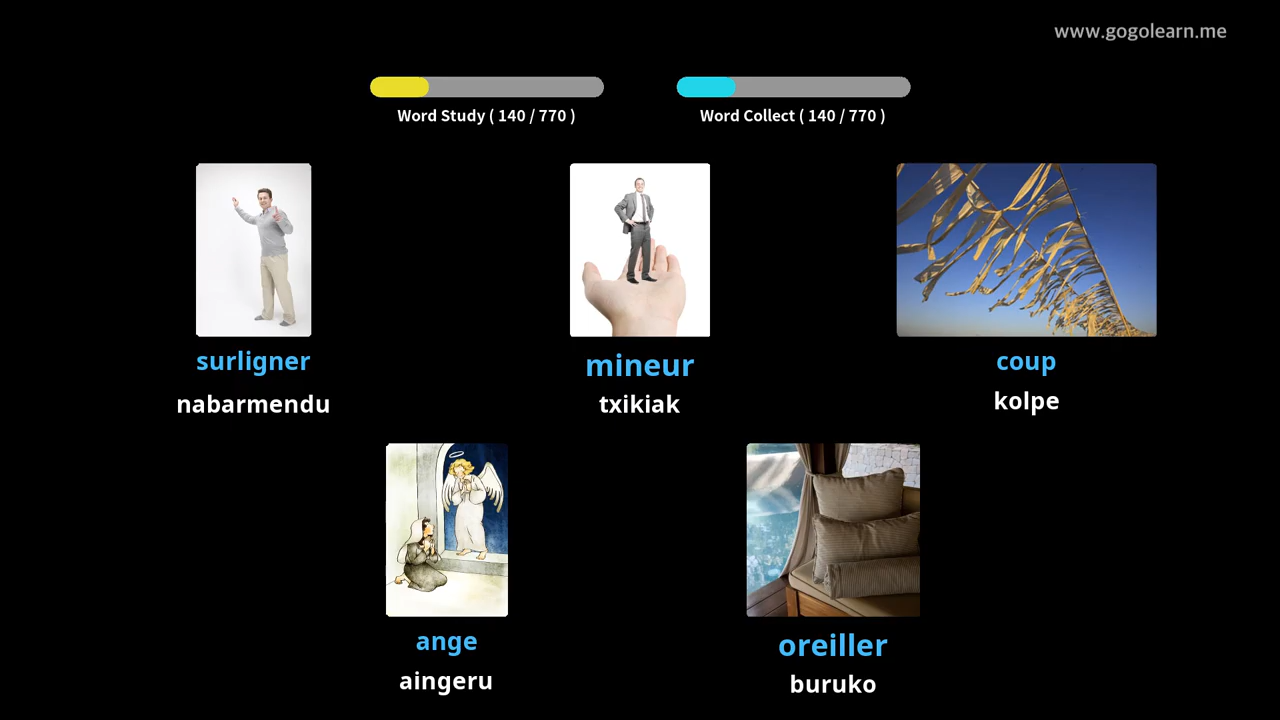 www.gogolearn.me
Word Study ( 140 / 770 )
Word Collect ( 140 / 770 )
surligner
nabarmendu
mineur
txikiak
coup
kolpe
ange
aingeru
oreiller
buruko